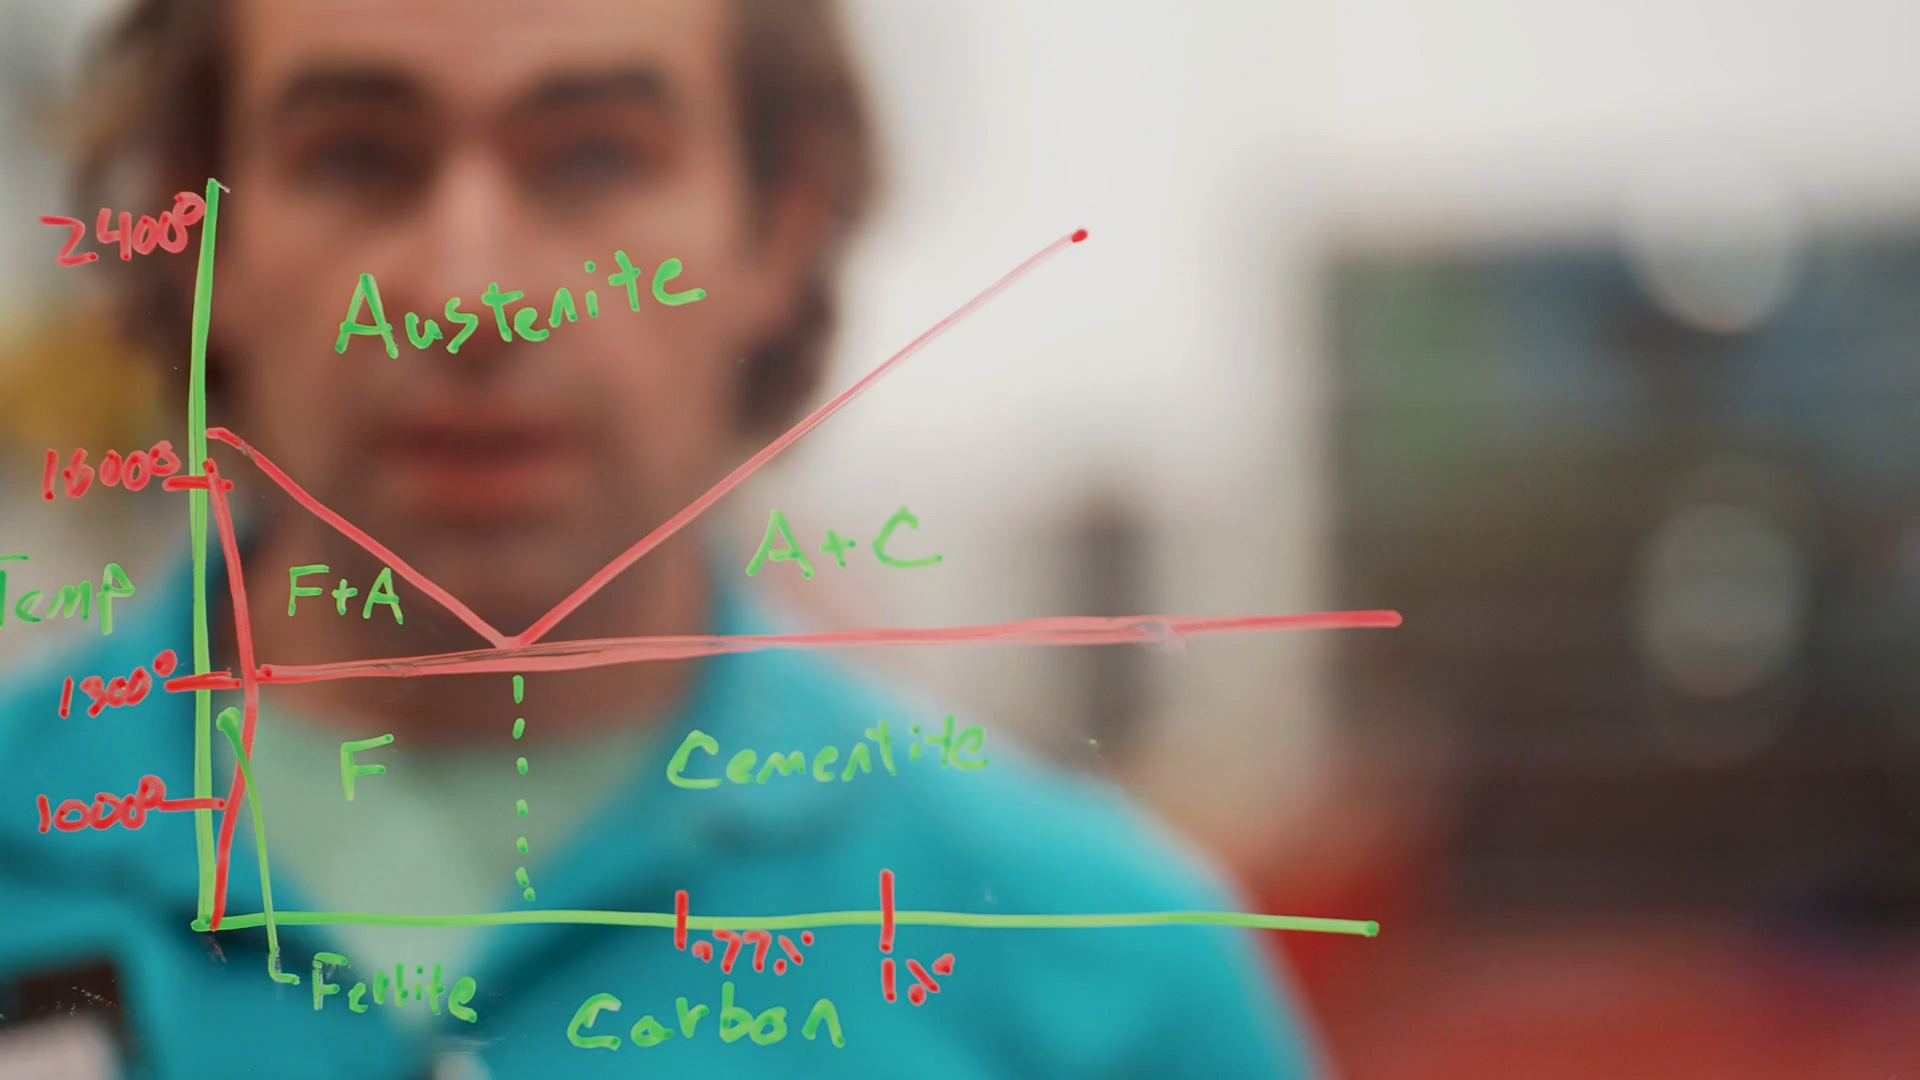 2400°
Austenite
1600°
A+C
Temp
F+A
1300°
F
Cementite
1000°
.77%
1%
Ferrite
Carbon